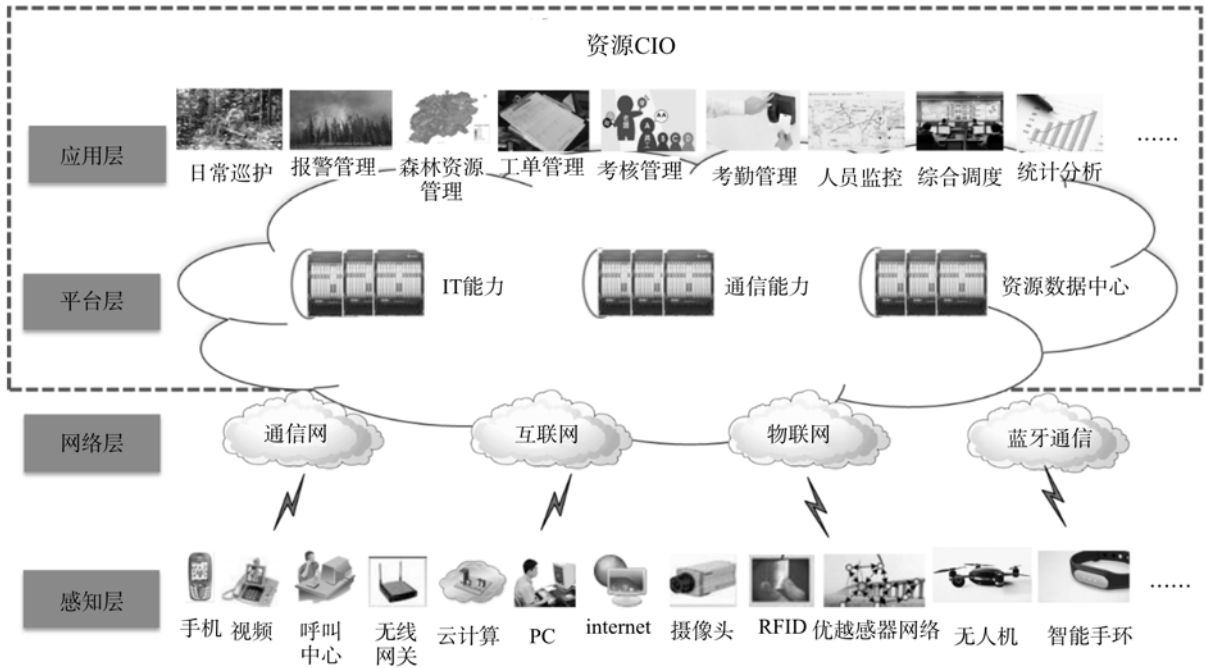 资源CIO
应用层
日常巡护
报警管理
森林资源
管理
工单管理
考核管理
考勤管理
人员监控
综合调度
统计分析
……
平台层
IT能力
通信能力
资源数据中心
网络层
通信网
互联网
物联网
蓝牙通信
感知层
手机
视频
呼叫
中心
无线
网关
云计算
PC
internet
摄像头
RFID
优越感器网络
无人机
智能手环
……